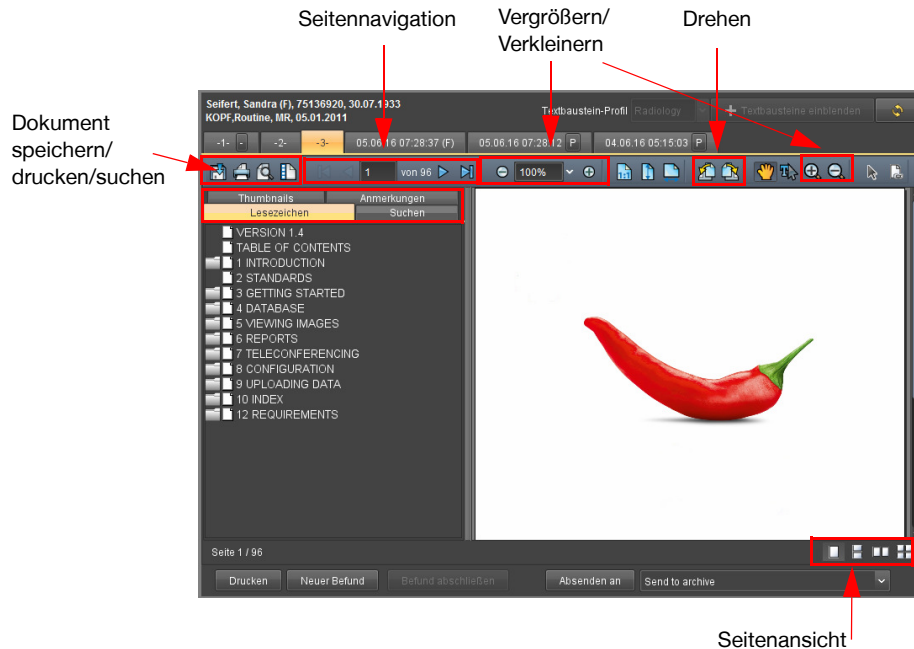 Seitennavigation
Vergrößern/
Verkleinern
Drehen
Dokument
speichern/
drucken/suchen
Seifert, Sandra (F), 75136920, 30.07.1933
KOPF,Routine, MR, 05.01.2011
Textbaustein-Profil Radiology Textbausteine einblenden
-1- - -2- -3- 05.06.16 07:28:37 (F) 05.06.16 07:28:12 P 04.06.16 05:15:03 P
1 von 96 100%
Thumbnails Anmerkungen
Lesezeichen Suchen
VERSION 1.4
TABLE OF CONTENTS
1 INTRODUCTION
2 STANDARDS
3 GETTING STARTED
4 DATABASE
5 VIEWING IMAGES
6 REPORTS
7 TELECONFERENCING
8 CONFIGURATION
9 UPLOADING DATA
10 INDEX
12 REQUIREMENTS
Seite 1 / 96
Drucken Neuer Befund Befund abschließen Absenden an Send to archive
Seitenansicht